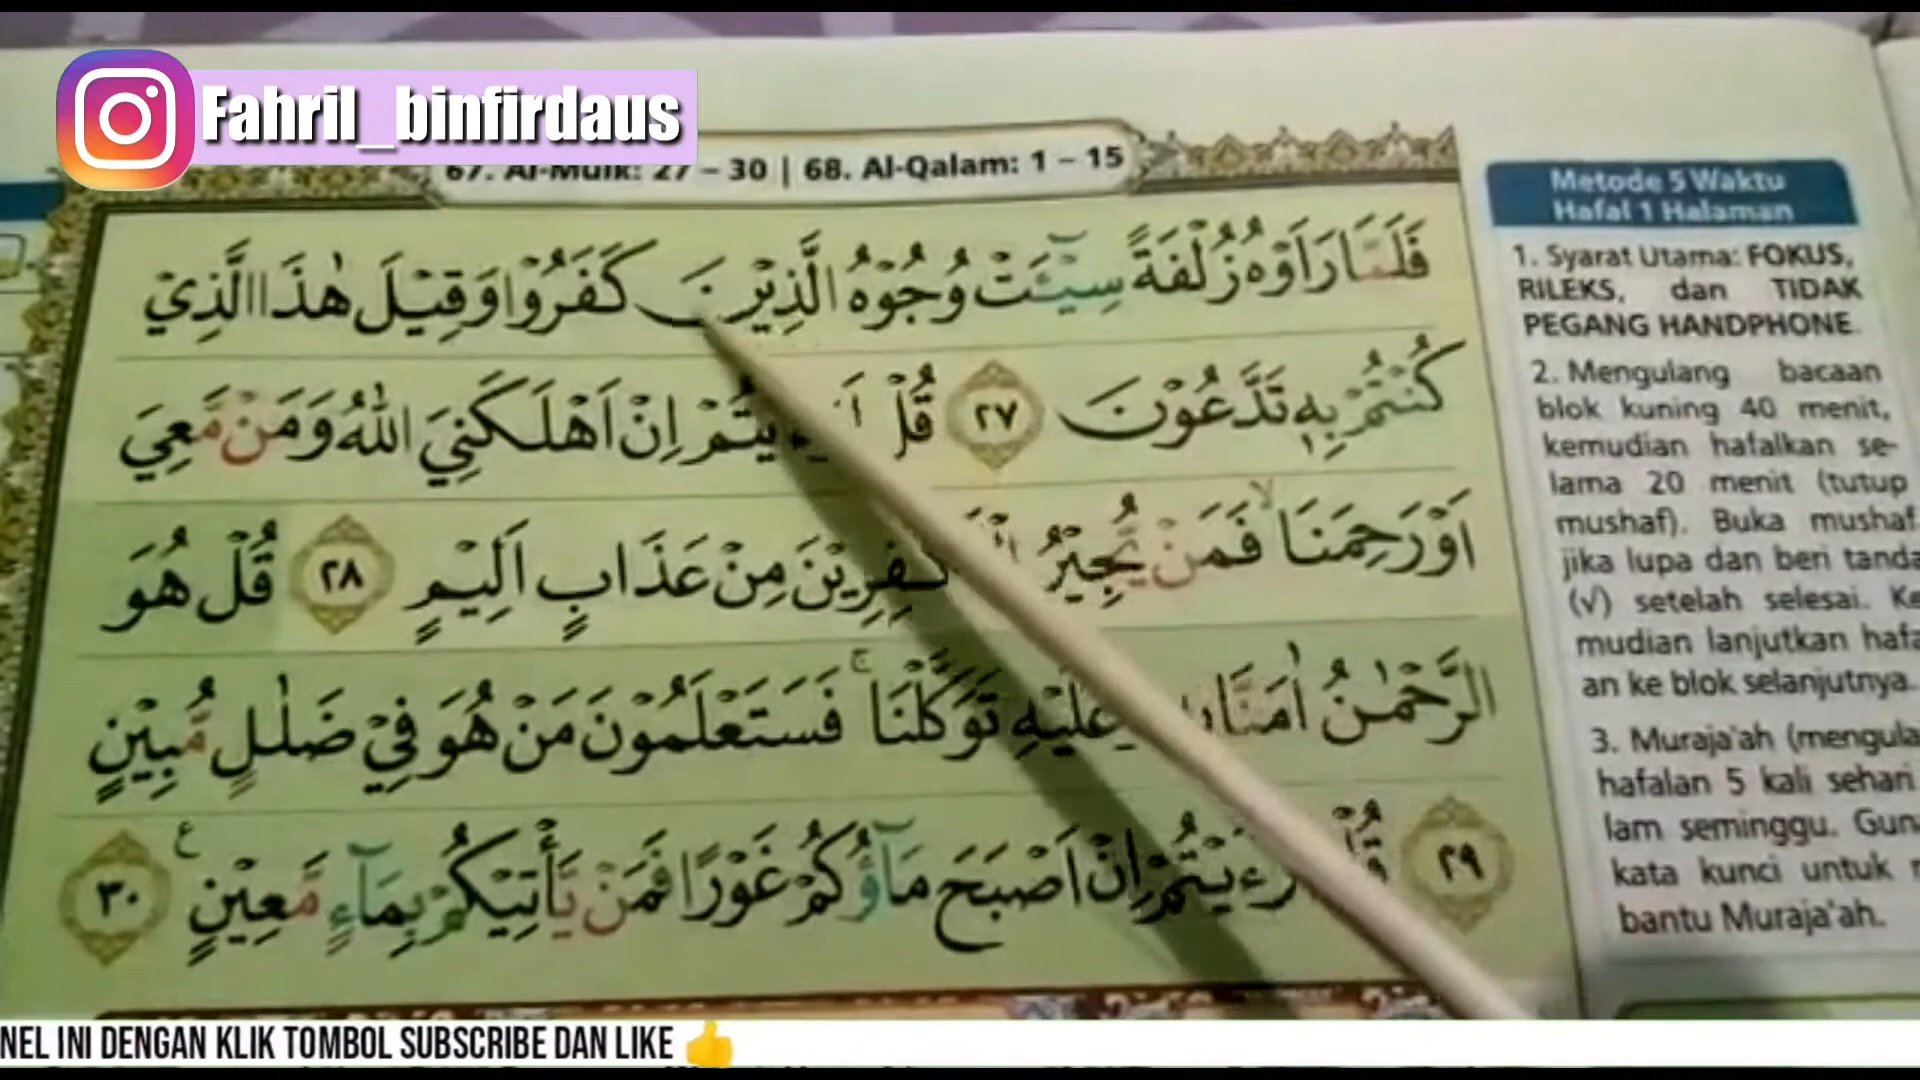 Fahril_binfirdaus
67. Al-Mulk: 27 – 30 | 68. Al-Qalam: 1 – 15
فَلَمَّا رَاَوْهُ زُلْفَةً سِيْۤـَٔتْ وُجُوْهُ الَّذِيْنَ كَفَرُوْا وَقِيْلَ هٰذَا الَّذِيْ
كُنْتُمْ بِهٖ تَدَّعُوْنَ ٢٧ قُلْ يْتُمْ اِنْ اَهْلَكَنِيَ اللّٰهُ وَمَنْ مَّعِيَ
اَوْ رَحِمَنَاۙ فَمَنْ يُّجِيْرُ الْكٰفِرِيْنَ مِنْ عَذَابٍ اَلِيْمٍ ٢٨ قُلْ هُوَ
الرَّحْمٰنُ اٰمَنَّا عَلَيْهِ تَوَكَّلْنَاۚ فَسَتَعْلَمُوْنَ مَنْ هُوَ فِيْ ضَلٰلٍ مُّبِيْنٍ
٢٩ قُلْ اَرَءَيْتُمْ اِنْ اَصْبَحَ مَاۤؤُكُمْ غَوْرًا فَمَنْ يَّأْتِيْكُمْ بِمَاۤءٍ مَّعِيْنٍ ࣖ ٣٠
Metode 5 Waktu
Hafal 1 Halaman
1. Syarat Utama: FOKUS,
RILEKS, dan TIDAK
PEGANG HANDPHONE.
2. Mengulang bacaan
blok kuning 40 menit,
kemudian hafalkan se-
lama 20 menit (tutup
mushaf). Buka mushaf
jika lupa dan beri tanda
(√) setelah selesai. Ke
mudian lanjutkan hafa
an ke blok selanjutnya.
3. Muraja'ah (mengula
hafalan 5 kali sehari
lam seminggu. Gun
kata kunci untuk
bantu Muraja'ah.
NEL INI DENGAN KLIK TOMBOL SUBSCRIBE DAN LIKE 👍